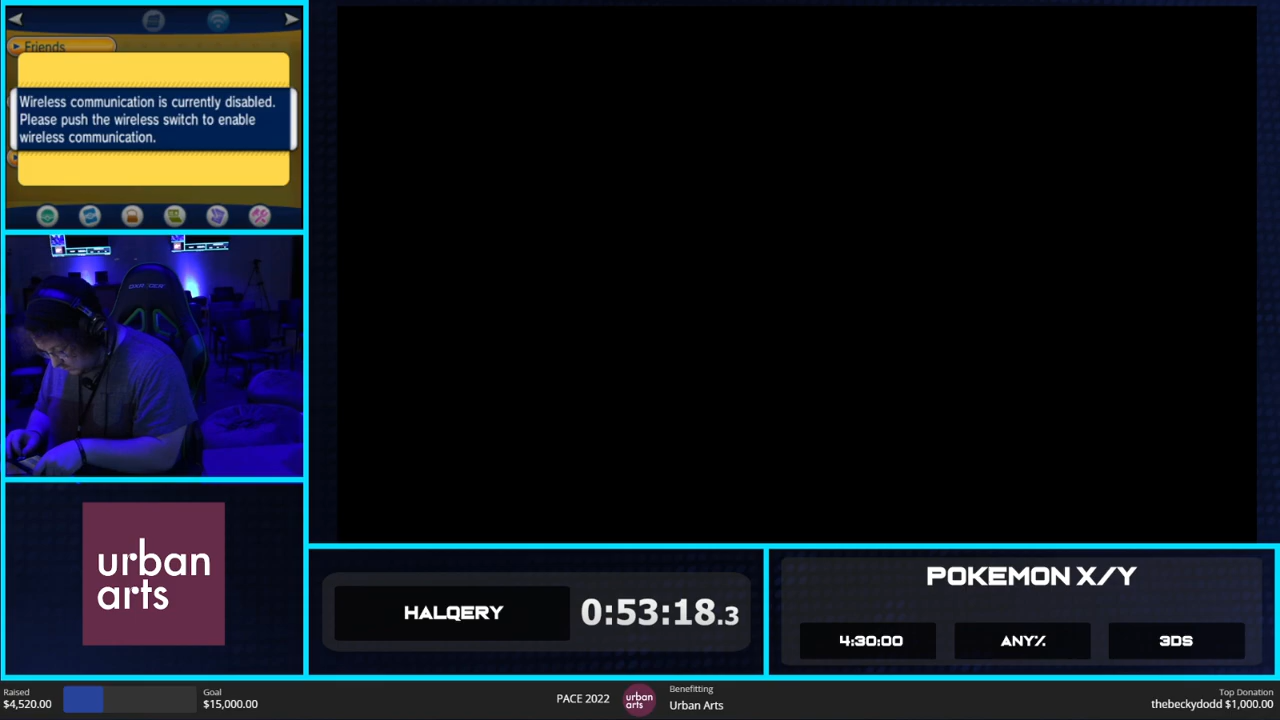 Friends
Wireless communication is currently disabled.
Please push the wireless switch to enable
wireless communication.
urban
arts
HALQERY
0:53:18.3
POKEMON X/Y
4:30:00
ANY%
3DS
Raised
$4,520.00
Goal
$15,000.00
PACE 2022
urban
arts
Benefitting
Urban Arts
Top Donation
thebeckydodd $1,000.00